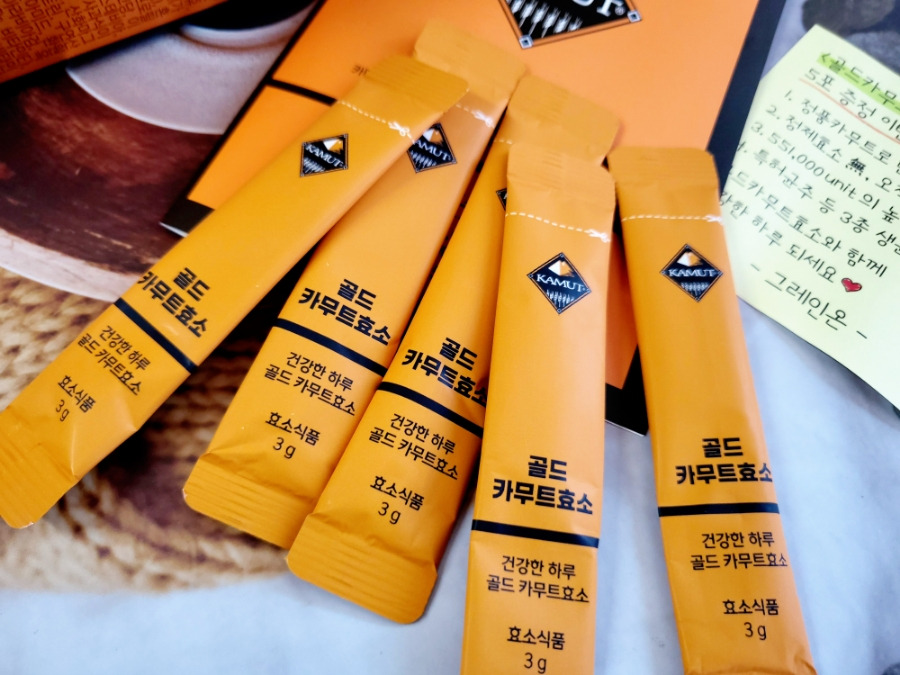 KAMUT
골드
카무트효소
건강한 하루
골드 카무트효소
효소식품
3g
KAMUT
골드
카무트효소
건강한 하루
골드 카무트효소
효소식품
3g
골드
카무트효소
건강한 하루
골드 카무트효소
효소식품
3g
KAMUT
골드
카무트효소
건강한 하루
골드 카무트효소
효소식품
3g
KAMUT
골드
카무트효소
건강한 하루
골드 카무트효소
효소식품
3g
<골드카무
5포 증정
1. 정품카무트로
2. 정제효소 無,
3. 551,000unit의
특허균주 등 3종
카무트효소와 함께
하루 되세요
- 그레인온 -